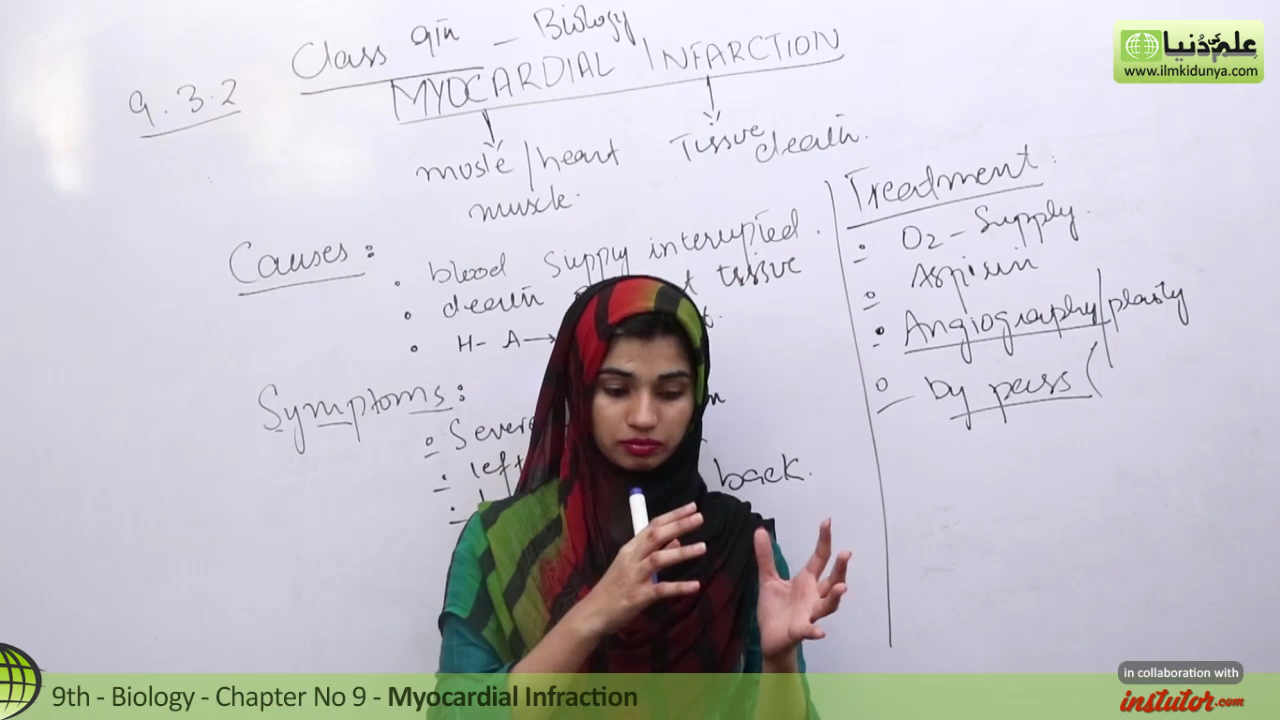 Class 9th - Biology
9.3.2 MYOCARDIAL INFARCTION
muscle/heart muscle.
Tissue death.
Causes:
blood supply interupted.
death tissue
H-A→
Symptoms:
Severe
left back.
Treatment:
O2-Supply.
Aspirin
Angiography/plasty
by pass (
علم کی دنیا
www.ilmkidunya.com
9th - Biology - Chapter No 9 - Myocardial Infraction
in collaboration with
instutor.com